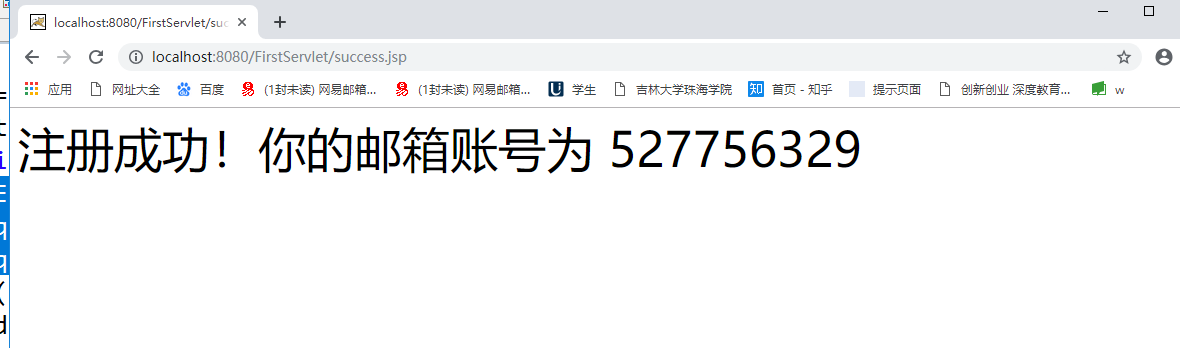 localhost:8080/FirstServlet/suc
localhost:8080/FirstServlet/success.jsp
应用 网址大全 百度 (1封未读) 网易邮箱... (1封未读) 网易邮箱... 学生 吉林大学珠海学院 知 首页 - 知乎 提示页面 创新创业 深度教育... w
注册成功！你的邮箱账号为 527756329